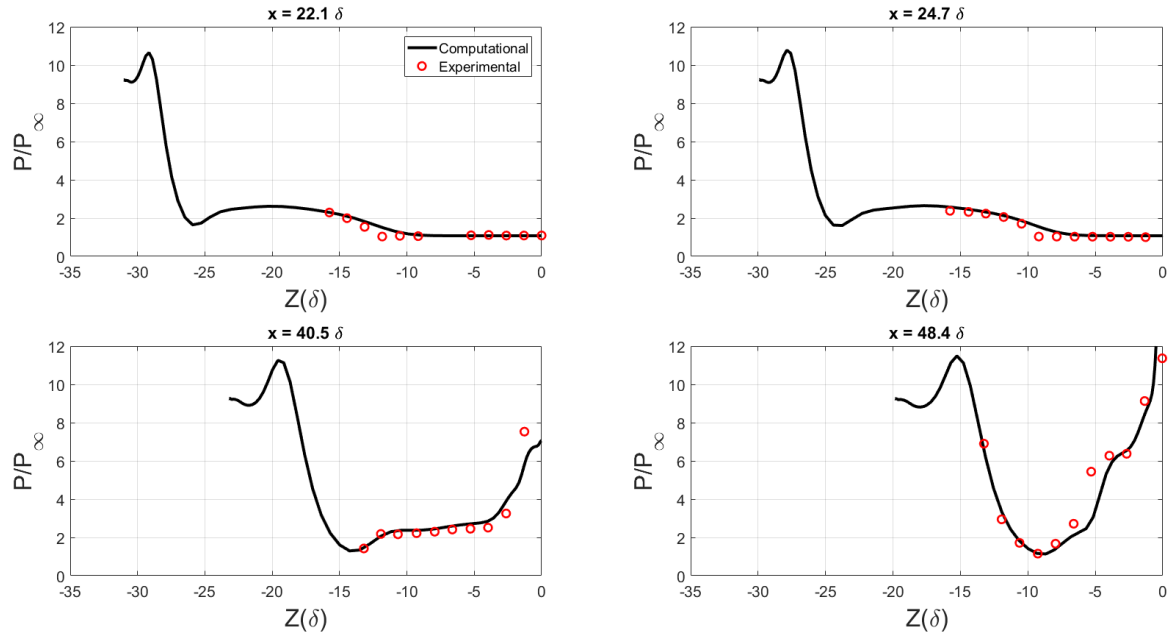 x = 22.1 δ
12
10
8
6
4
2
0
P/P∞
-35 -30 -25 -20 -15 -10 -5 0
Z(δ)
Computational
Experimental
x = 24.7 δ
12
10
8
6
4
2
0
P/P∞
-35 -30 -25 -20 -15 -10 -5 0
Z(δ)
x = 40.5 δ
12
10
8
6
4
2
0
P/P∞
-35 -30 -25 -20 -15 -10 -5 0
Z(δ)
x = 48.4 δ
12
10
8
6
4
2
0
P/P∞
-35 -30 -25 -20 -15 -10 -5 0
Z(δ)